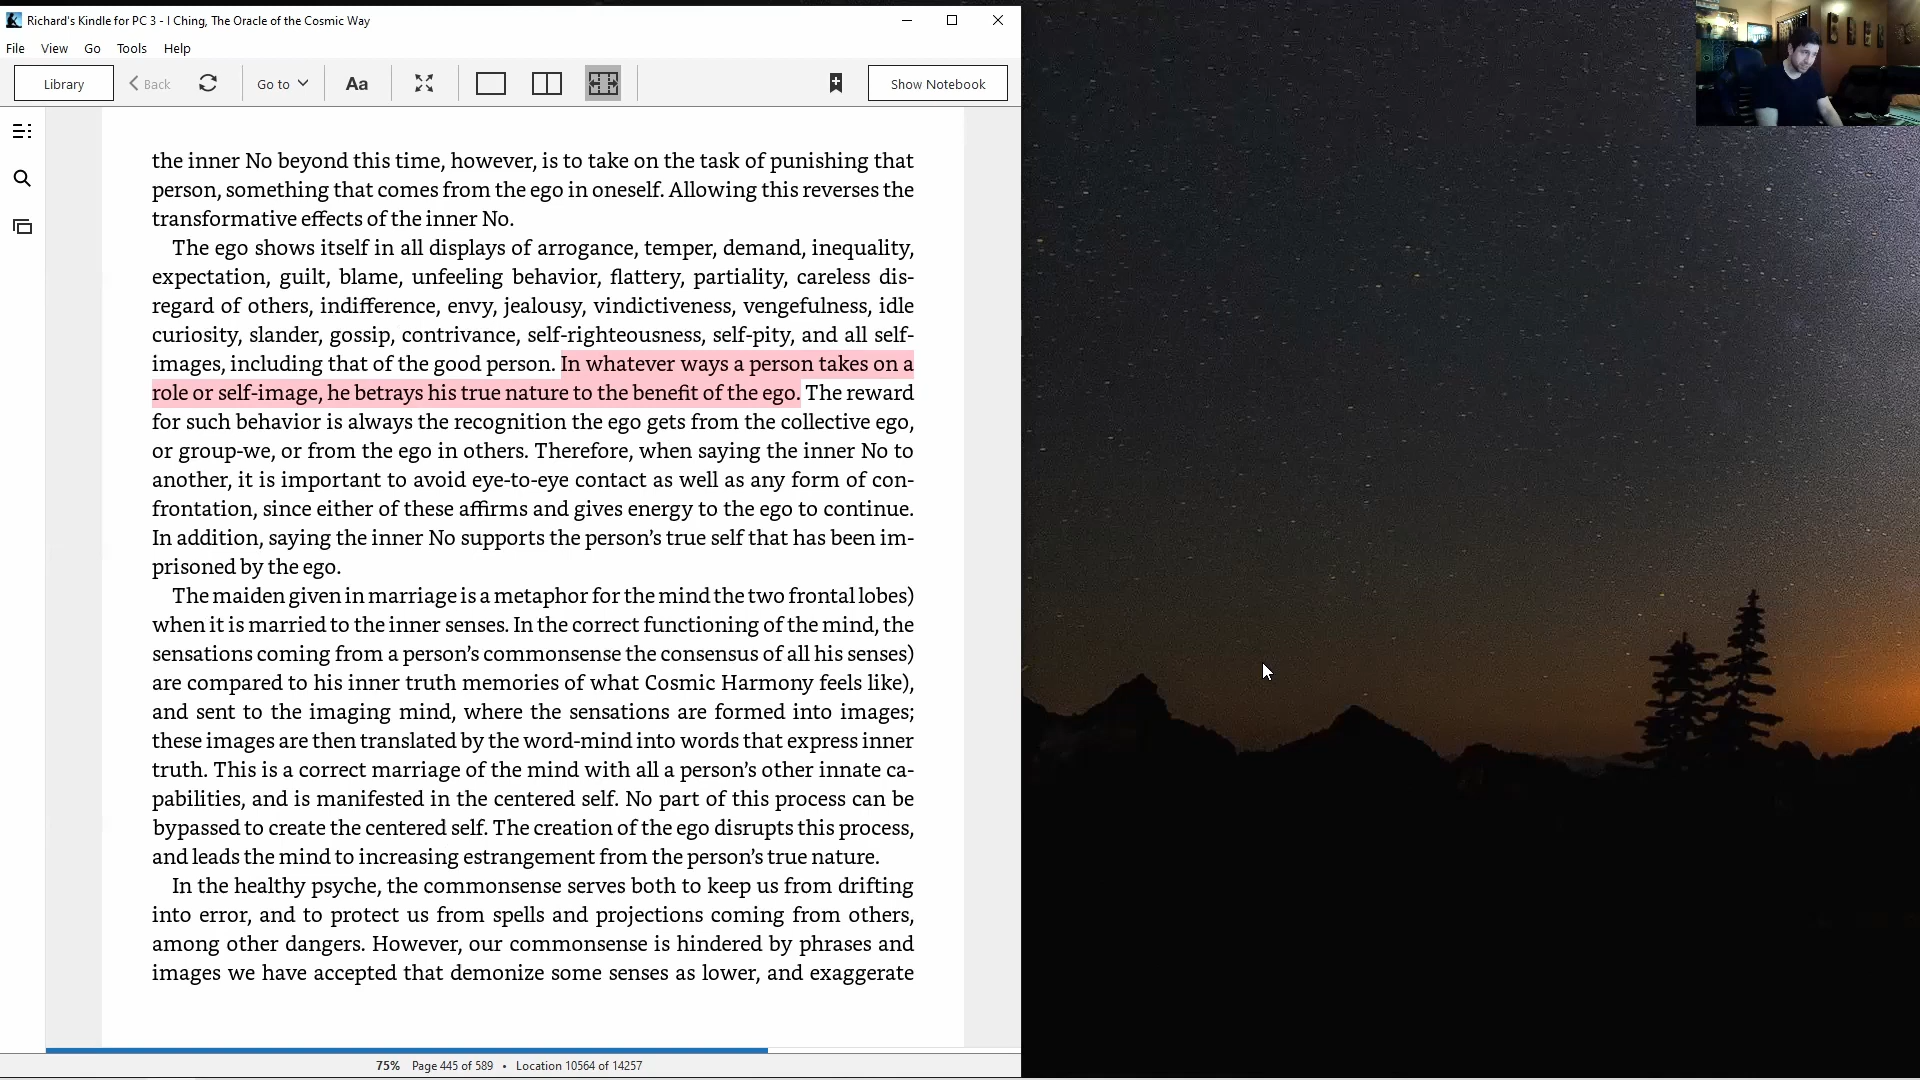 Richard's Kindle for PC 3 - I Ching, The Oracle of the Cosmic Way
File View Go Tools Help
Library Back Go to Aa Show Notebook
the inner No beyond this time, however, is to take on the task of punishing that
person, something that comes from the ego in oneself. Allowing this reverses the
transformative effects of the inner No.
The ego shows itself in all displays of arrogance, temper, demand, inequality,
expectation, guilt, blame, unfeeling behavior, flattery, partiality, careless dis-
regard of others, indifference, envy, jealousy, vindictiveness, vengefulness, idle
curiosity, slander, gossip, contrivance, self-righteousness, self-pity, and all self-
images, including that of the good person. In whatever ways a person takes on a
role or self-image, he betrays his true nature to the benefit of the ego. The reward
for such behavior is always the recognition the ego gets from the collective ego,
or group-we, or from the ego in others. Therefore, when saying the inner No to
another, it is important to avoid eye-to-eye contact as well as any form of con-
frontation, since either of these affirms and gives energy to the ego to continue.
In addition, saying the inner No supports the person's true self that has been im-
prisoned by the ego.
The maiden given in marriage is a metaphor for the mind the two frontal lobes)
when it is married to the inner senses. In the correct functioning of the mind, the
sensations coming from a person's commonsense the consensus of all his senses)
are compared to his inner truth memories of what Cosmic Harmony feels like),
and sent to the imaging mind, where the sensations are formed into images;
these images are then translated by the word-mind into words that express inner
truth. This is a correct marriage of the mind with all a person's other innate ca-
pabilities, and is manifested in the centered self. No part of this process can be
bypassed to create the centered self. The creation of the ego disrupts this process,
and leads the mind to increasing estrangement from the person's true nature.
In the healthy psyche, the commonsense serves both to keep us from drifting
into error, and to protect us from spells and projections coming from others,
among other dangers. However, our commonsense is hindered by phrases and
images we have accepted that demonize some senses as lower, and exaggerate
75% Page 445 of 589 • Location 10564 of 14257